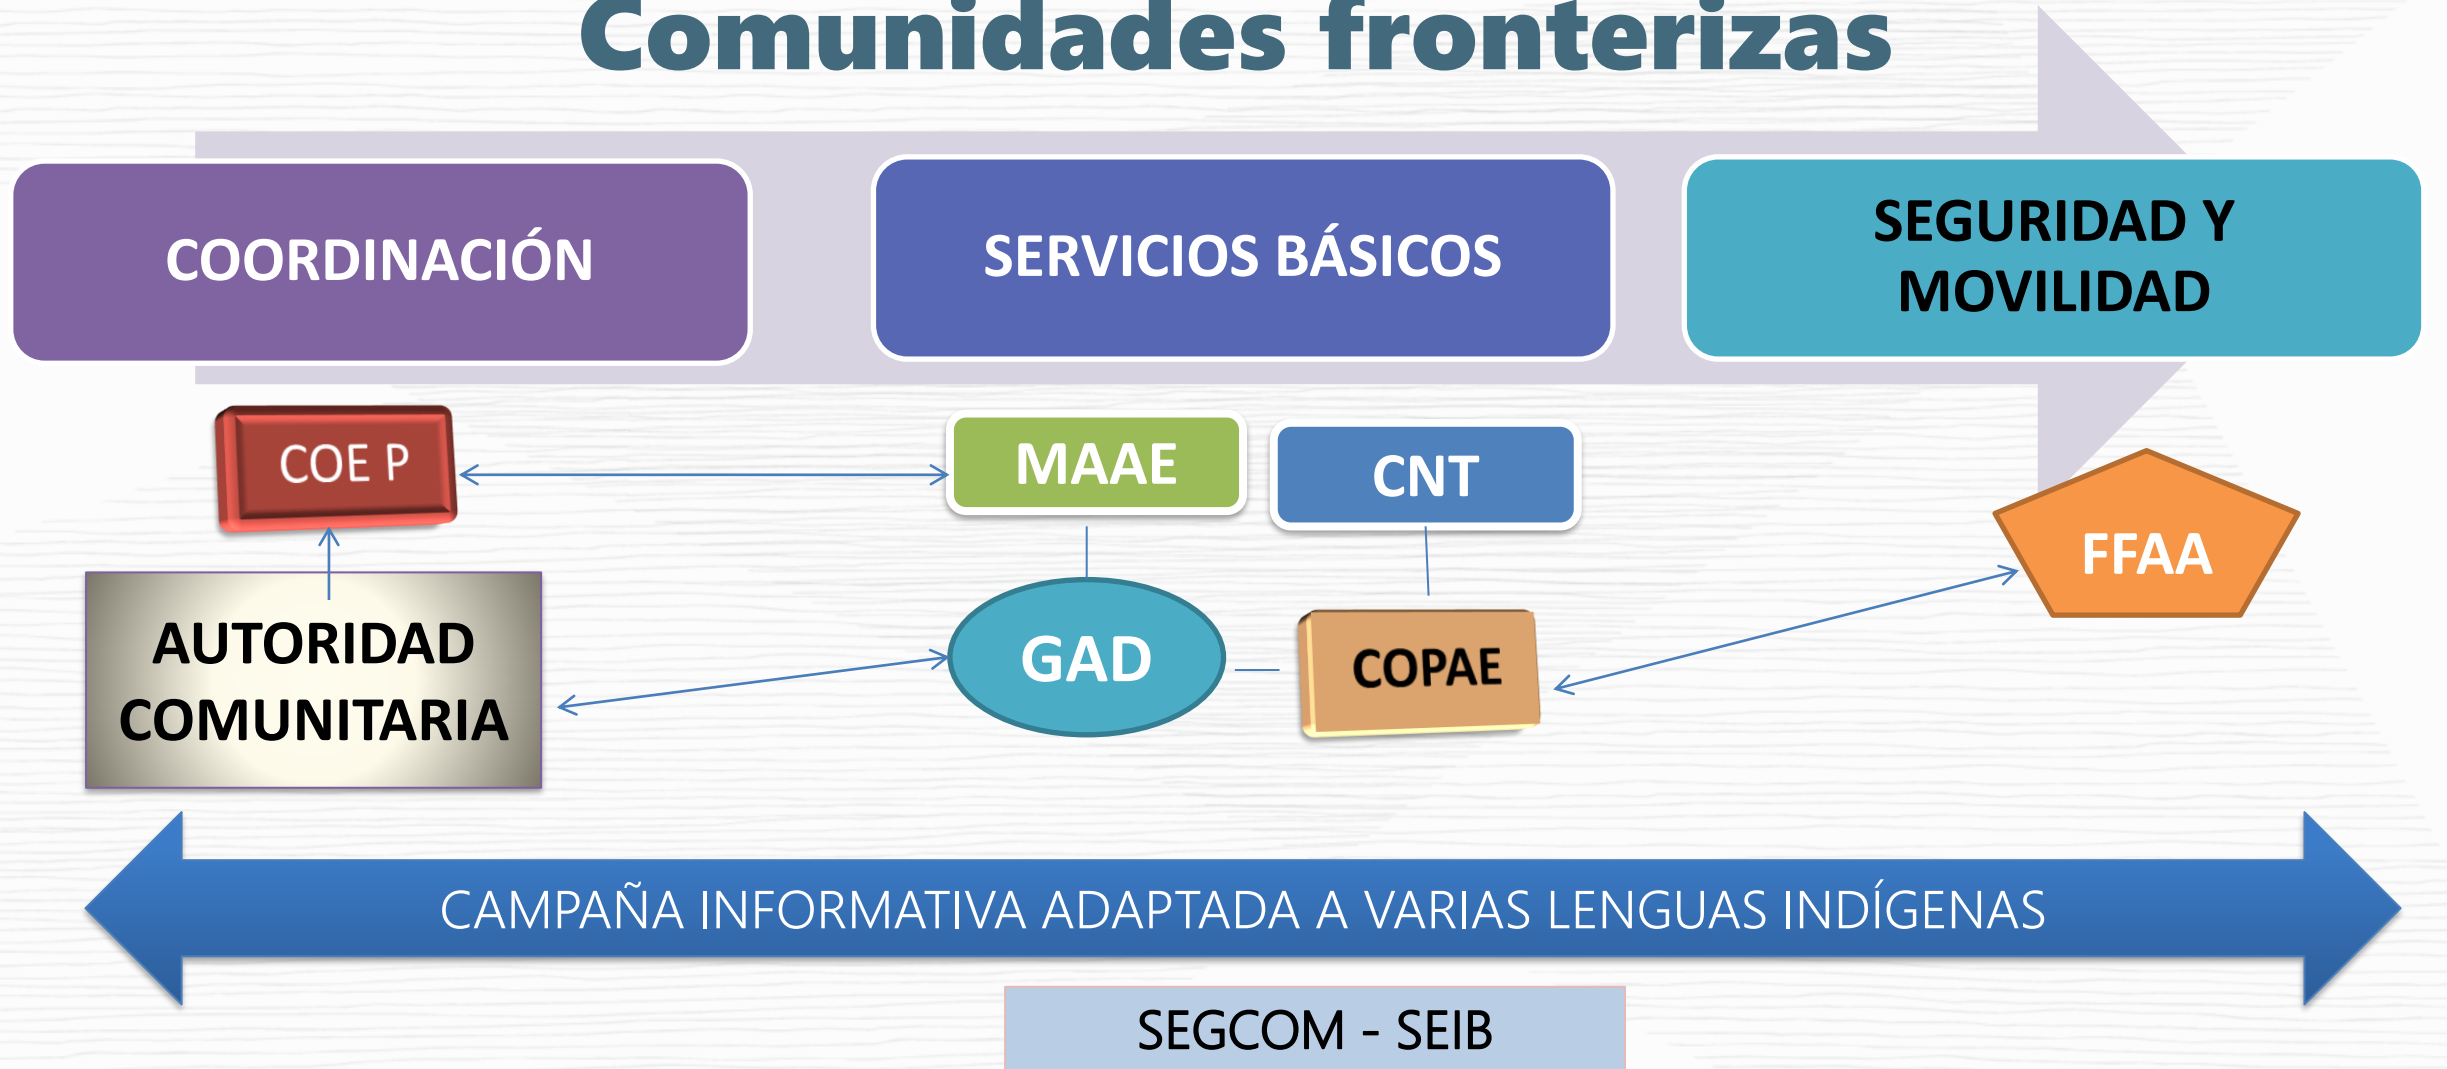 Comunidades fronterizas
COORDINACIÓN
SERVICIOS BÁSICOS
SEGURIDAD Y
MOVILIDAD
COE P
MAAE
CNT
FFAA
AUTORIDAD
COMUNITARIA
GAD
COPAE
CAMPAÑA INFORMATIVA ADAPTADA A VARIAS LENGUAS INDÍGENAS
SEGCOM - SEIB